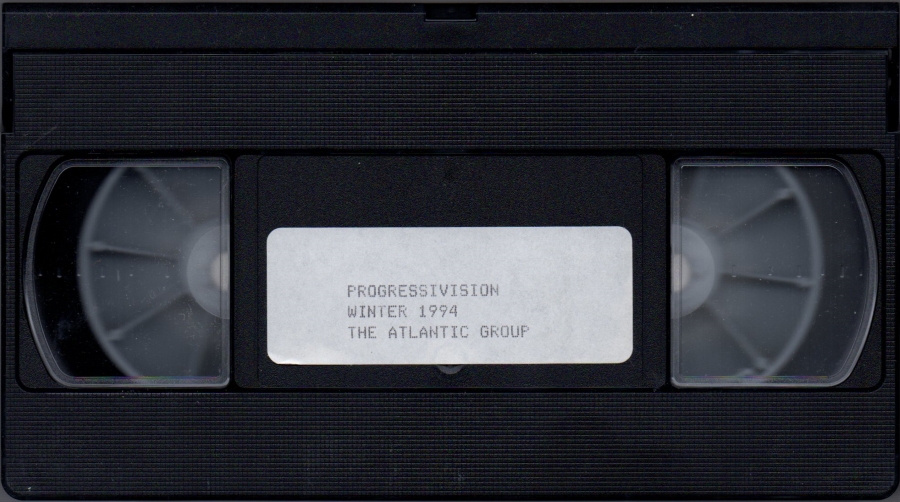 PROGRESSIVISION
WINTER 1994
THE ATLANTIC GROUP